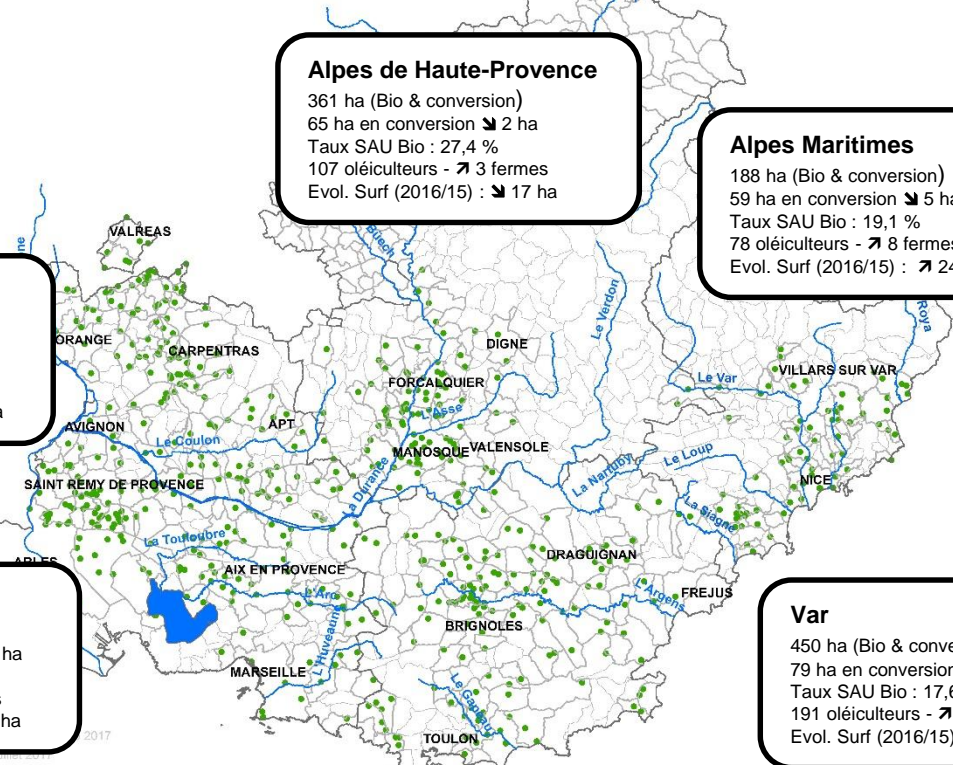 Alpes de Haute-Provence
361 ha (Bio & conversion)
65 ha en conversion ↘ 2 ha
Taux SAU Bio : 27,4 %
107 oléiculteurs - ↗ 3 fermes
Evol. Surf (2016/15) : ↘ 17 ha
Alpes Maritimes
188 ha (Bio & conversion)
59 ha en conversion ↘ 5 ha
Taux SAU Bio : 19,1 %
78 oléiculteurs - ↗ 8 fermes
Evol. Surf (2016/15) : ↗ 24
VALREAS
Buëch
Le Verdon
Roya
ORANGE
CARPENTRAS
DIGNE
FORCALQUIER
L'Asse
Le Var
VILLARS SUR VAR
AVIGNON
APT
Le Coulon
MANOSQUE
VALENSOLE
Le Loup
La Nartuby
NICE
SAINT REMY DE PROVENCE
La Durance
La Siagne
La Touloubre
DRAGUIGNAN
ARLES
AIX EN PROVENCE
L'Arc
L'Argens
FREJUS
BRIGNOLES
L'Huveaune
MARSEILLE
Le Gapeau
TOULON
ha
ha
2017
2017
Var
450 ha (Bio & conve
79 ha en conversion
Taux SAU Bio : 17,6
191 oléiculteurs - ↗
Evol. Surf (2016/15)